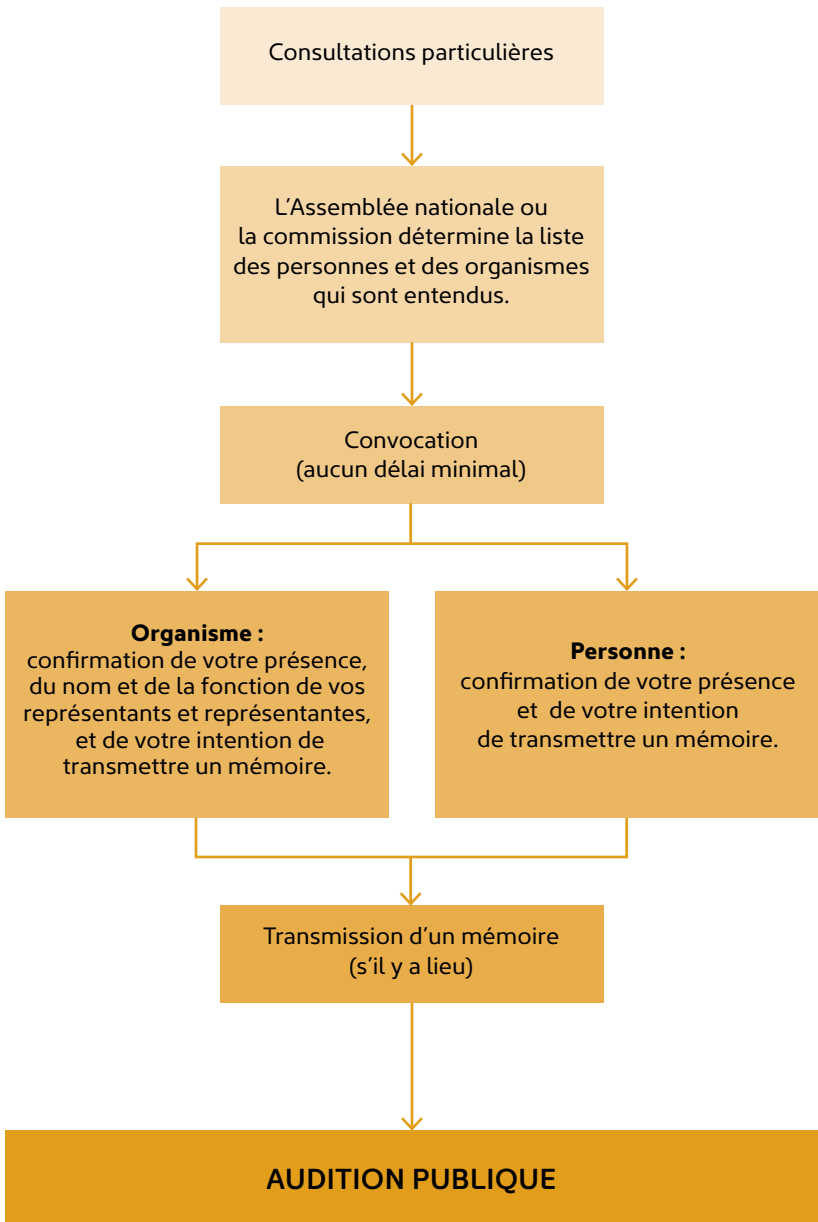 Consultations particulières
L'Assemblée nationale ou
la commission détermine la liste
des personnes et des organismes
qui sont entendus.
Convocation
(aucun délai minimal)
Organisme :
confirmation de votre présence,
du nom et de la fonction de vos
représentants et représentantes,
et de votre intention de
transmettre un mémoire.
Personne :
confirmation de votre présence
et de votre intention
de transmettre un mémoire.
Transmission d'un mémoire
(s'il y a lieu)
AUDITION PUBLIQUE